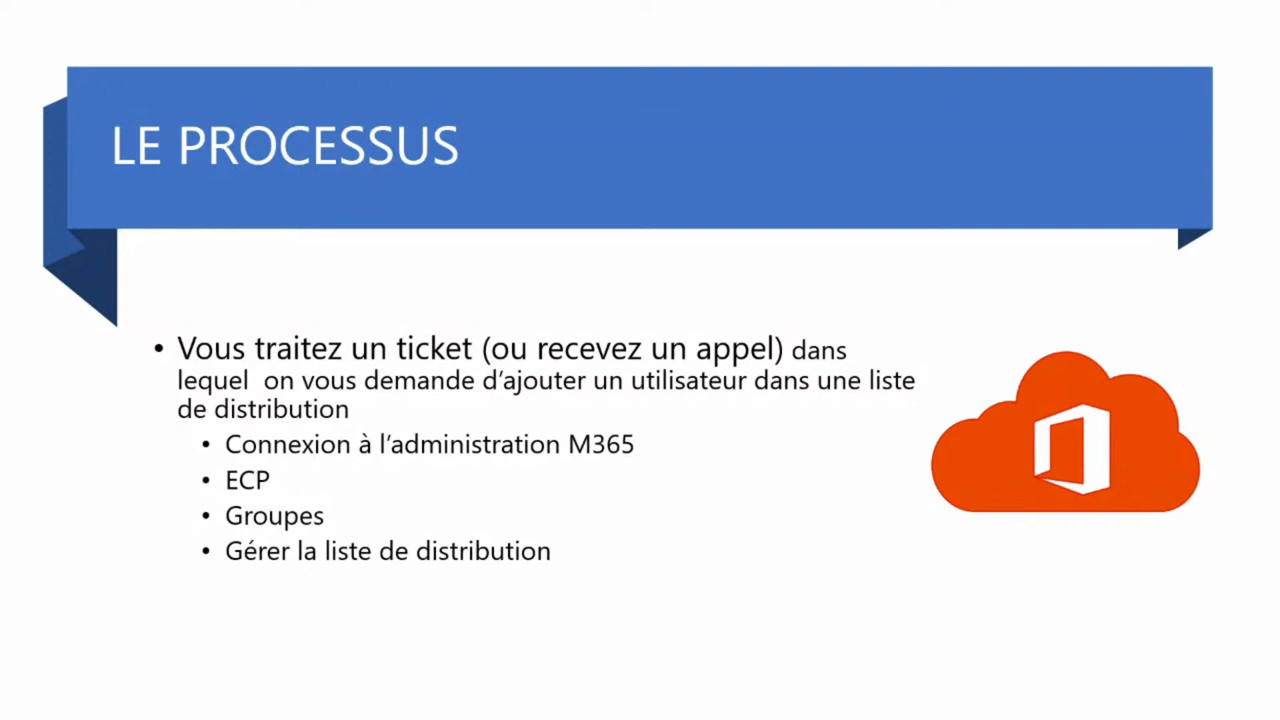 LE PROCESSUS
• Vous traitez un ticket (ou recevez un appel) dans
lequel  on vous demande d’ajouter un utilisateur dans une liste
de distribution
• Connexion à l’administration M365
• ECP
• Groupes
• Gérer la liste de distribution